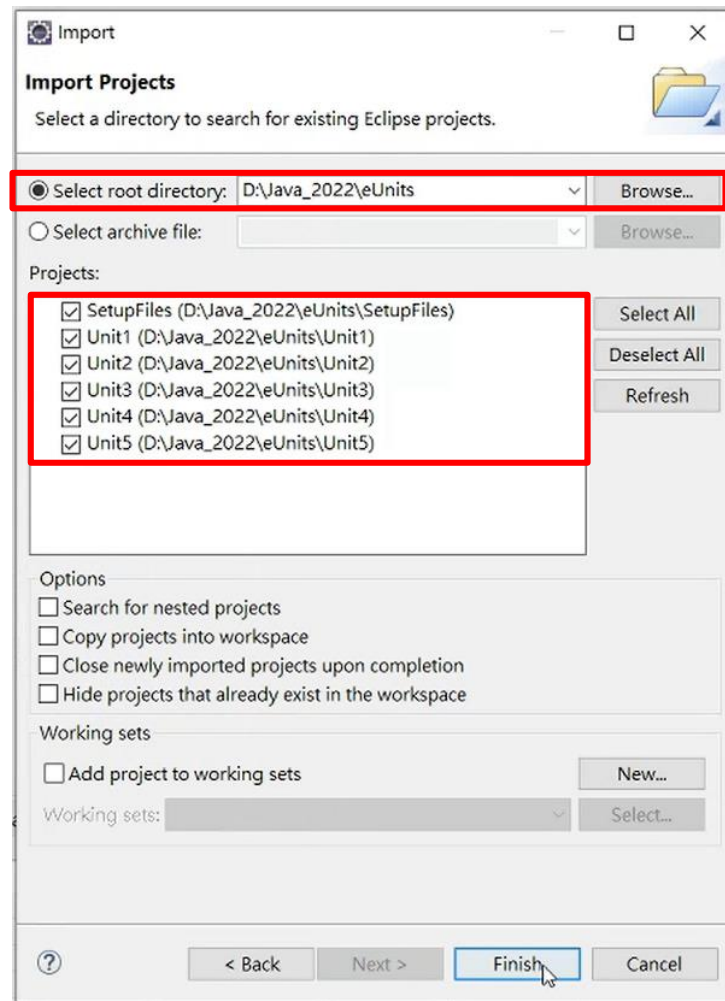 Import
Import Projects
Select a directory to search for existing Eclipse projects.
Select root directory: D:\Java_2022\eUnits Browse...
Select archive file: Browse...
Projects:
SetupFiles (D:\Java_2022\eUnits\SetupFiles)
Unit1 (D:\Java_2022\eUnits\Unit1)
Unit2 (D:\Java_2022\eUnits\Unit2)
Unit3 (D:\Java_2022\eUnits\Unit3)
Unit4 (D:\Java_2022\eUnits\Unit4)
Unit5 (D:\Java_2022\eUnits\Unit5)
Select All
Deselect All
Refresh
Options
Search for nested projects
Copy projects into workspace
Close newly imported projects upon completion
Hide projects that already exist in the workspace
Working sets
Add project to working sets New...
Working sets: Select...
? < Back Next > Finish Cancel